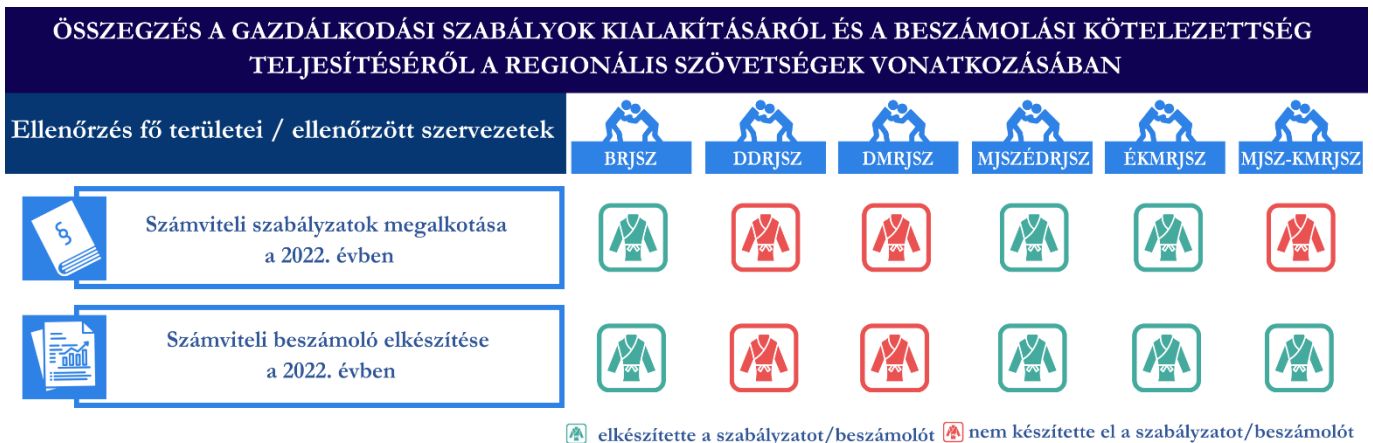 ÖSSZEGZÉS A GAZDÁLKODÁSI SZABÁLYOK KIALAKÍTÁSÁRÓL ÉS A BESZÁMOLÁSI KÖTELEZETTSÉG
TELJESÍTÉSÉRŐL A REGIONÁLIS SZÖVETSÉGEK VONATKOZÁSÁBAN
Ellenőrzés fő területei / ellenőrzött szervezetek
BRJSZ
DDRJSZ
DMRJSZ
MJSZÉDRJSZ
ÉKMRJSZ
MJSZ-KMRJSZ
§
Számviteli szabályzatok megalkotása
a 2022. évben
Számviteli beszámoló elkészítése
a 2022. évben
elkészítette a szabályzatot/beszámolót
nem készítette el a szabályzatot/beszámolót